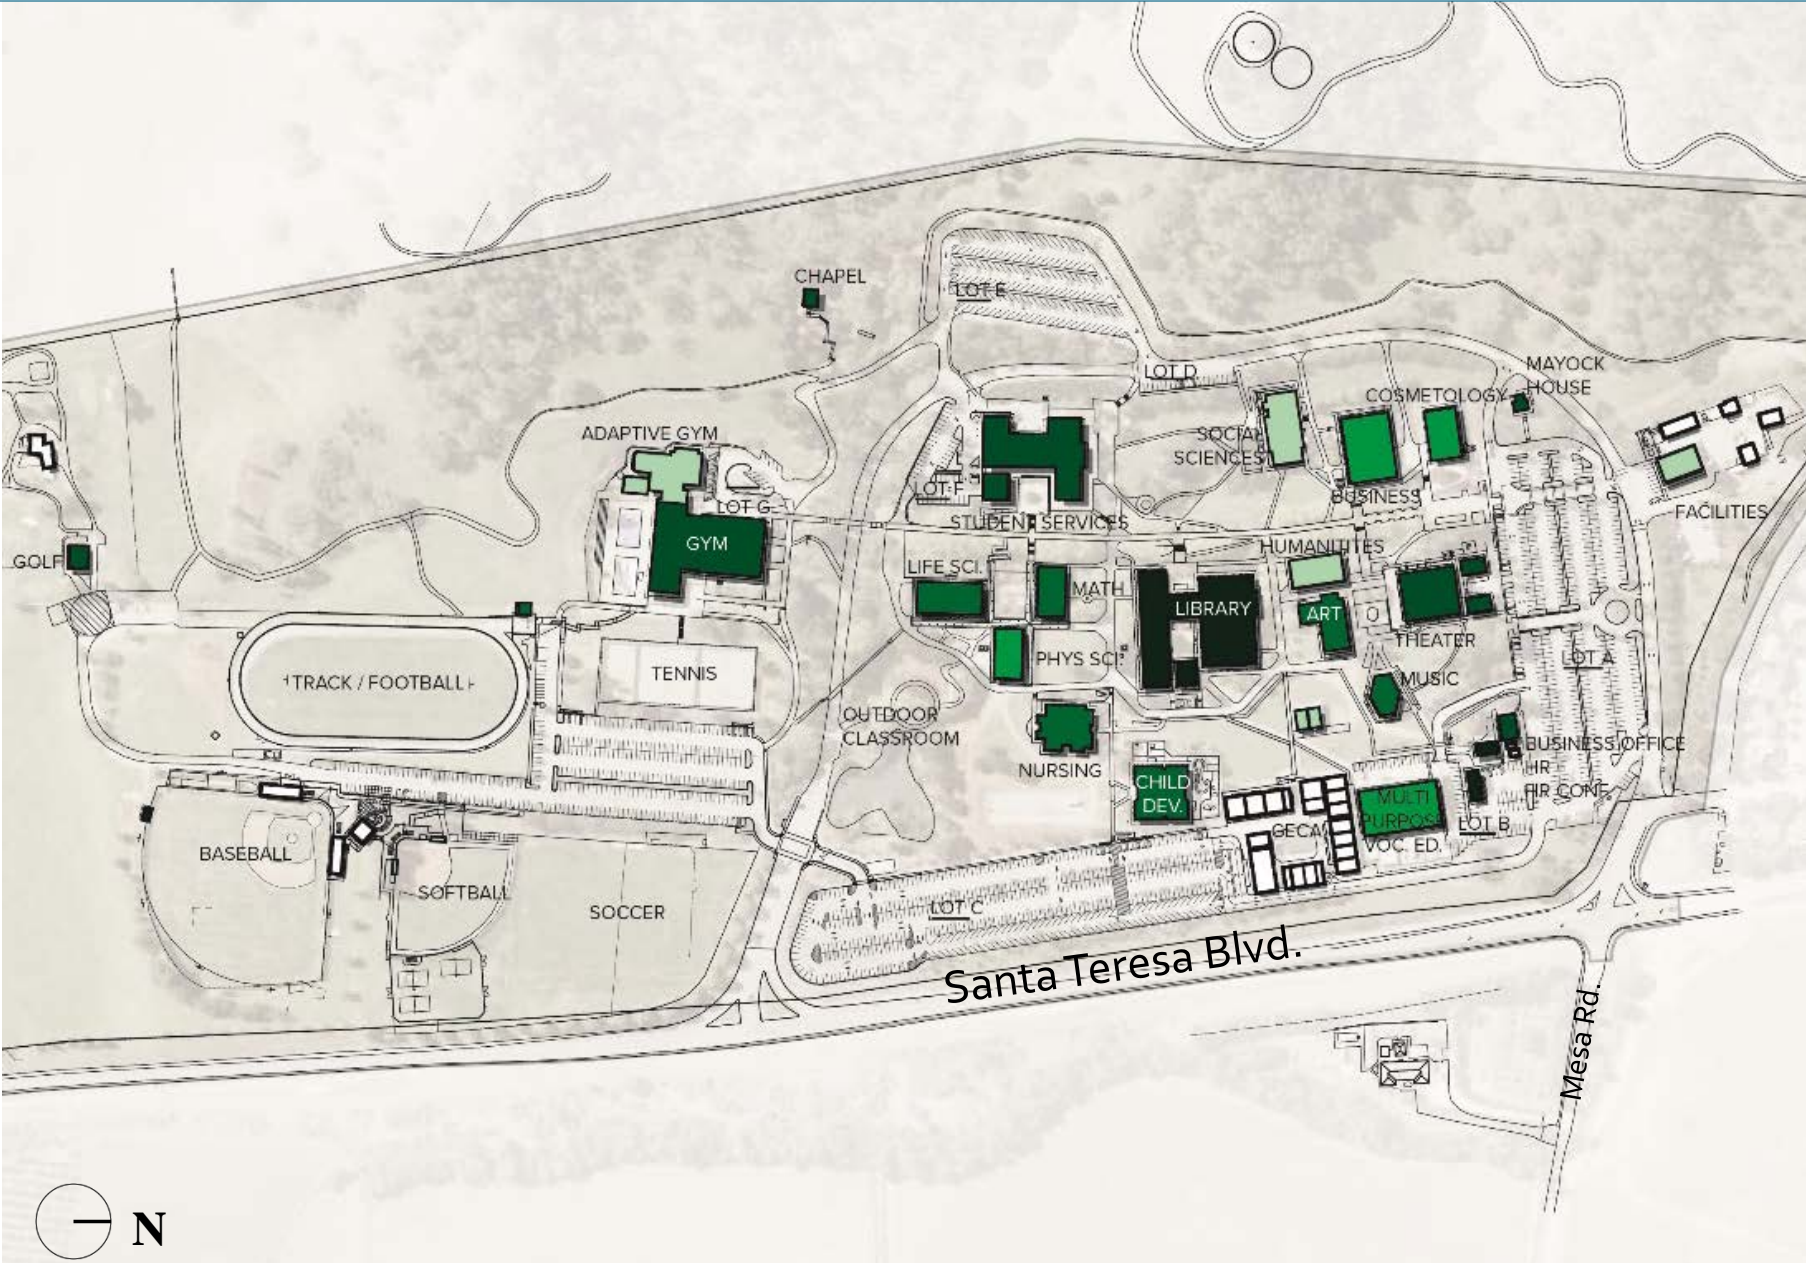 CHAPEL
LOT E
LOT D
MAYOCK
HOUSE
COSMETOLOGY
ADAPTIVE GYM
SOCIAL
SCIENCES
LOT F
BUSINESS
LOT G
STUDENT SERVICES
FACILITIES
GYM
HUMANITITES
GOLF
LIFE SCI.
MATH
LIBRARY
ART
THEATER
PHYS SCI.
LOT A
TENNIS
TRACK / FOOTBALL
MUSIC
OUTDOOR
CLASSROOM
BUSINESS OFFICE
HR
HR CONF.
NURSING
CHILD
DEV.
MULTI
PURPOSE
GECA
LOT B
VOC. ED.
BASEBALL
SOFTBALL
SOCCER
LOT C
Santa Teresa Blvd.
Mesa Rd.
N